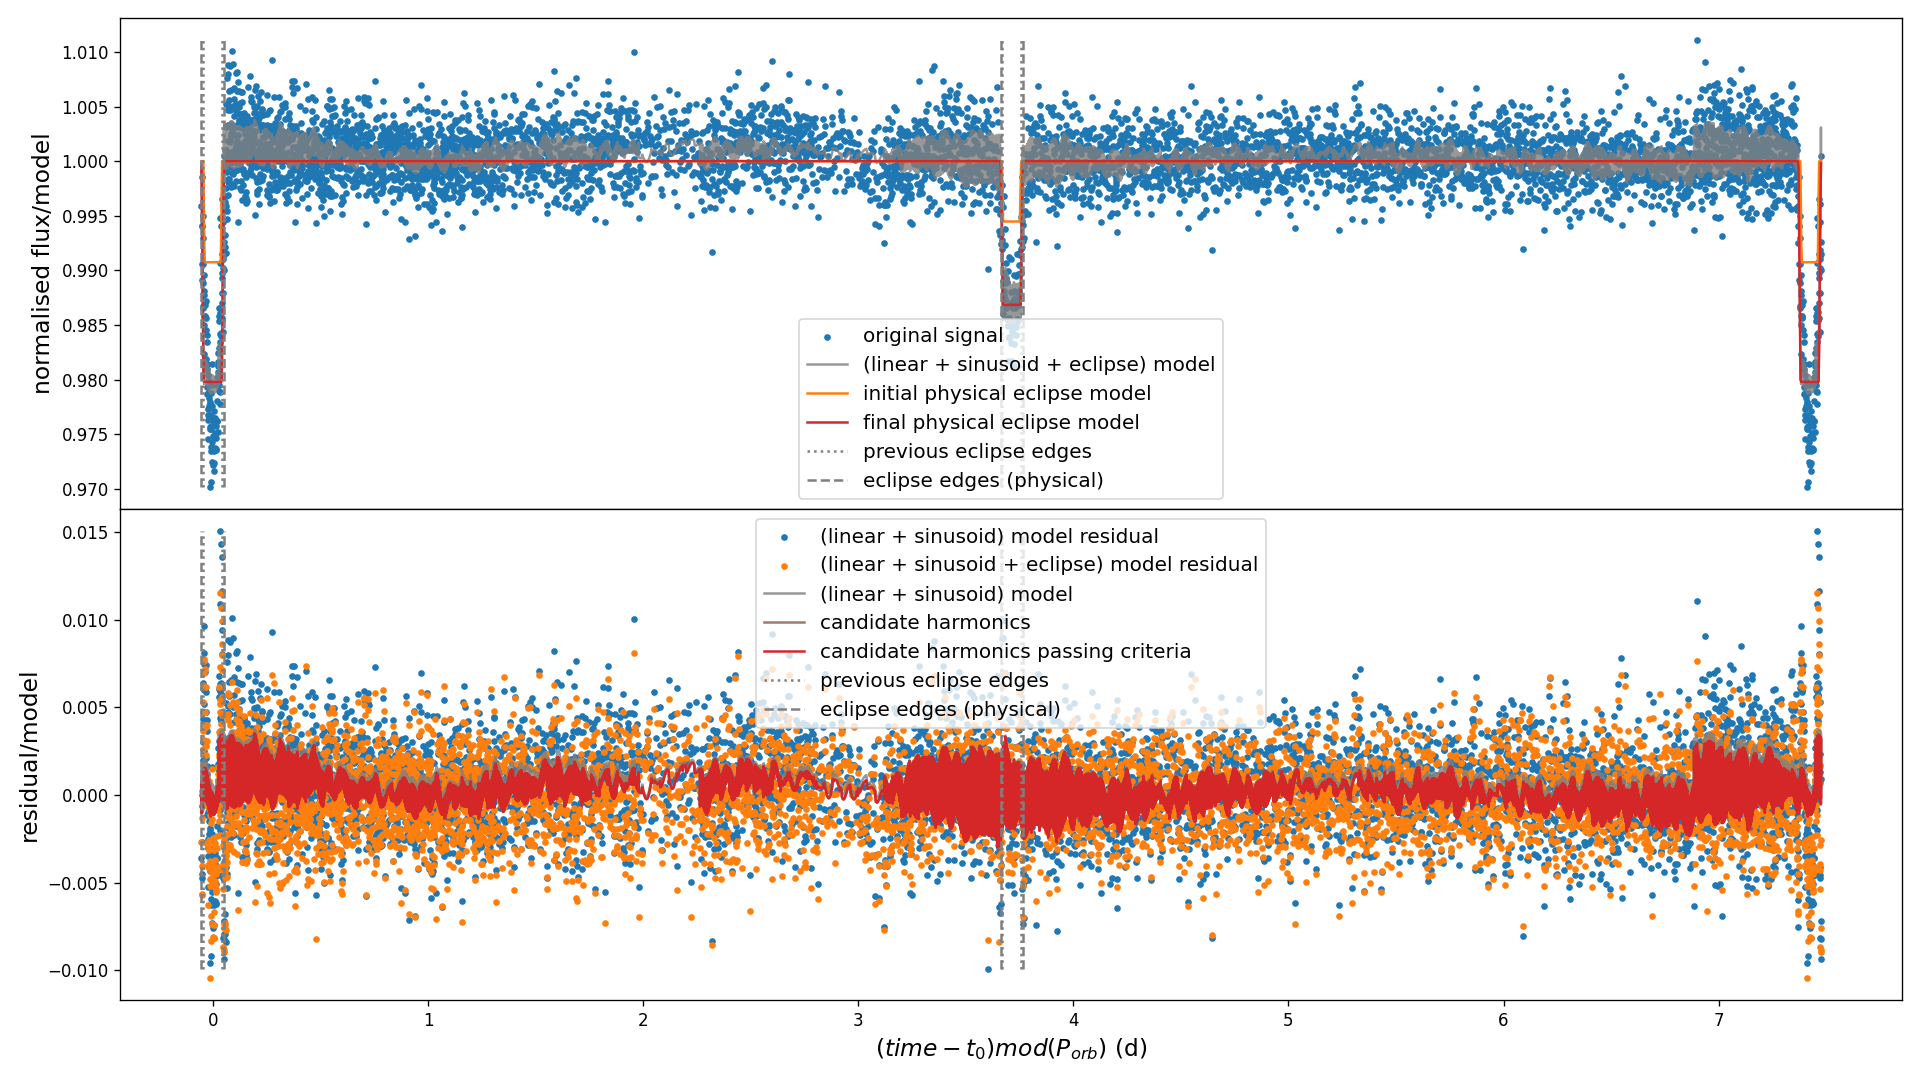 1.010
1.005
1.000
0.995
0.990
0.985
0.980
0.975
0.970
normalised flux/model
original signal
(linear + sinusoid + eclipse) model
initial physical eclipse model
final physical eclipse model
previous eclipse edges
eclipse edges (physical)
0.015
0.010
0.005
0.000
−0.005
−0.010
residual/model
(linear + sinusoid) model residual
(linear + sinusoid + eclipse) model residual
(linear + sinusoid) model
candidate harmonics
candidate harmonics passing criteria
previous eclipse edges
eclipse edges (physical)
0 1 2 3 4 5 6 7
(time − t₀)mod(Pₒᵣb) (d)